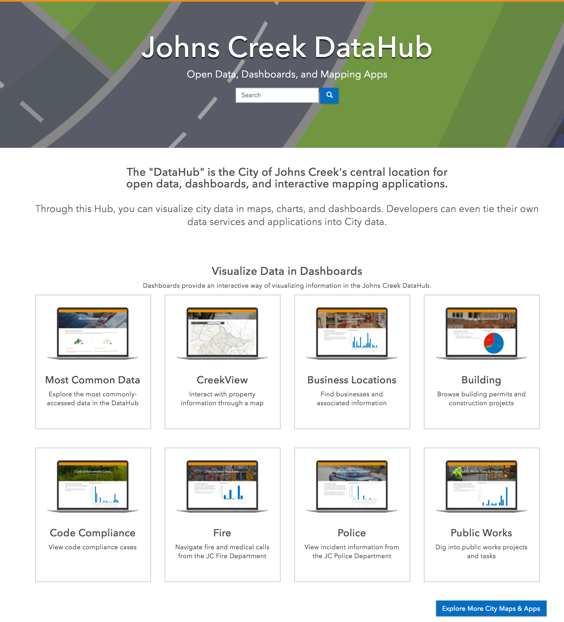 Johns Creek DataHub
Open Data, Dashboards, and Mapping Apps
Search
The "DataHub" is the City of Johns Creek's central location for
open data, dashboards, and interactive mapping applications.
Through this Hub, you can visualize city data in maps, charts, and dashboards. Developers can even tie their own
data services and applications into City data.
Visualize Data in Dashboards
Dashboards provide an interactive way of visualizing information in the Johns Creek DataHub.
Most Common Data
Explore the most commonly-
accessed data in the DataHub
CreekView
Interact with property
information through a map
Business Locations
Find businesses and
associated information
Building
Browse building permits and
construction projects
Code Compliance
View code compliance cases
Fire
Navigate fire and medical calls
from the JC Fire Department
Police
View incident information from
the JC Police Department
Public Works
Dig into public works projects
and tasks
Explore More City Maps & Apps